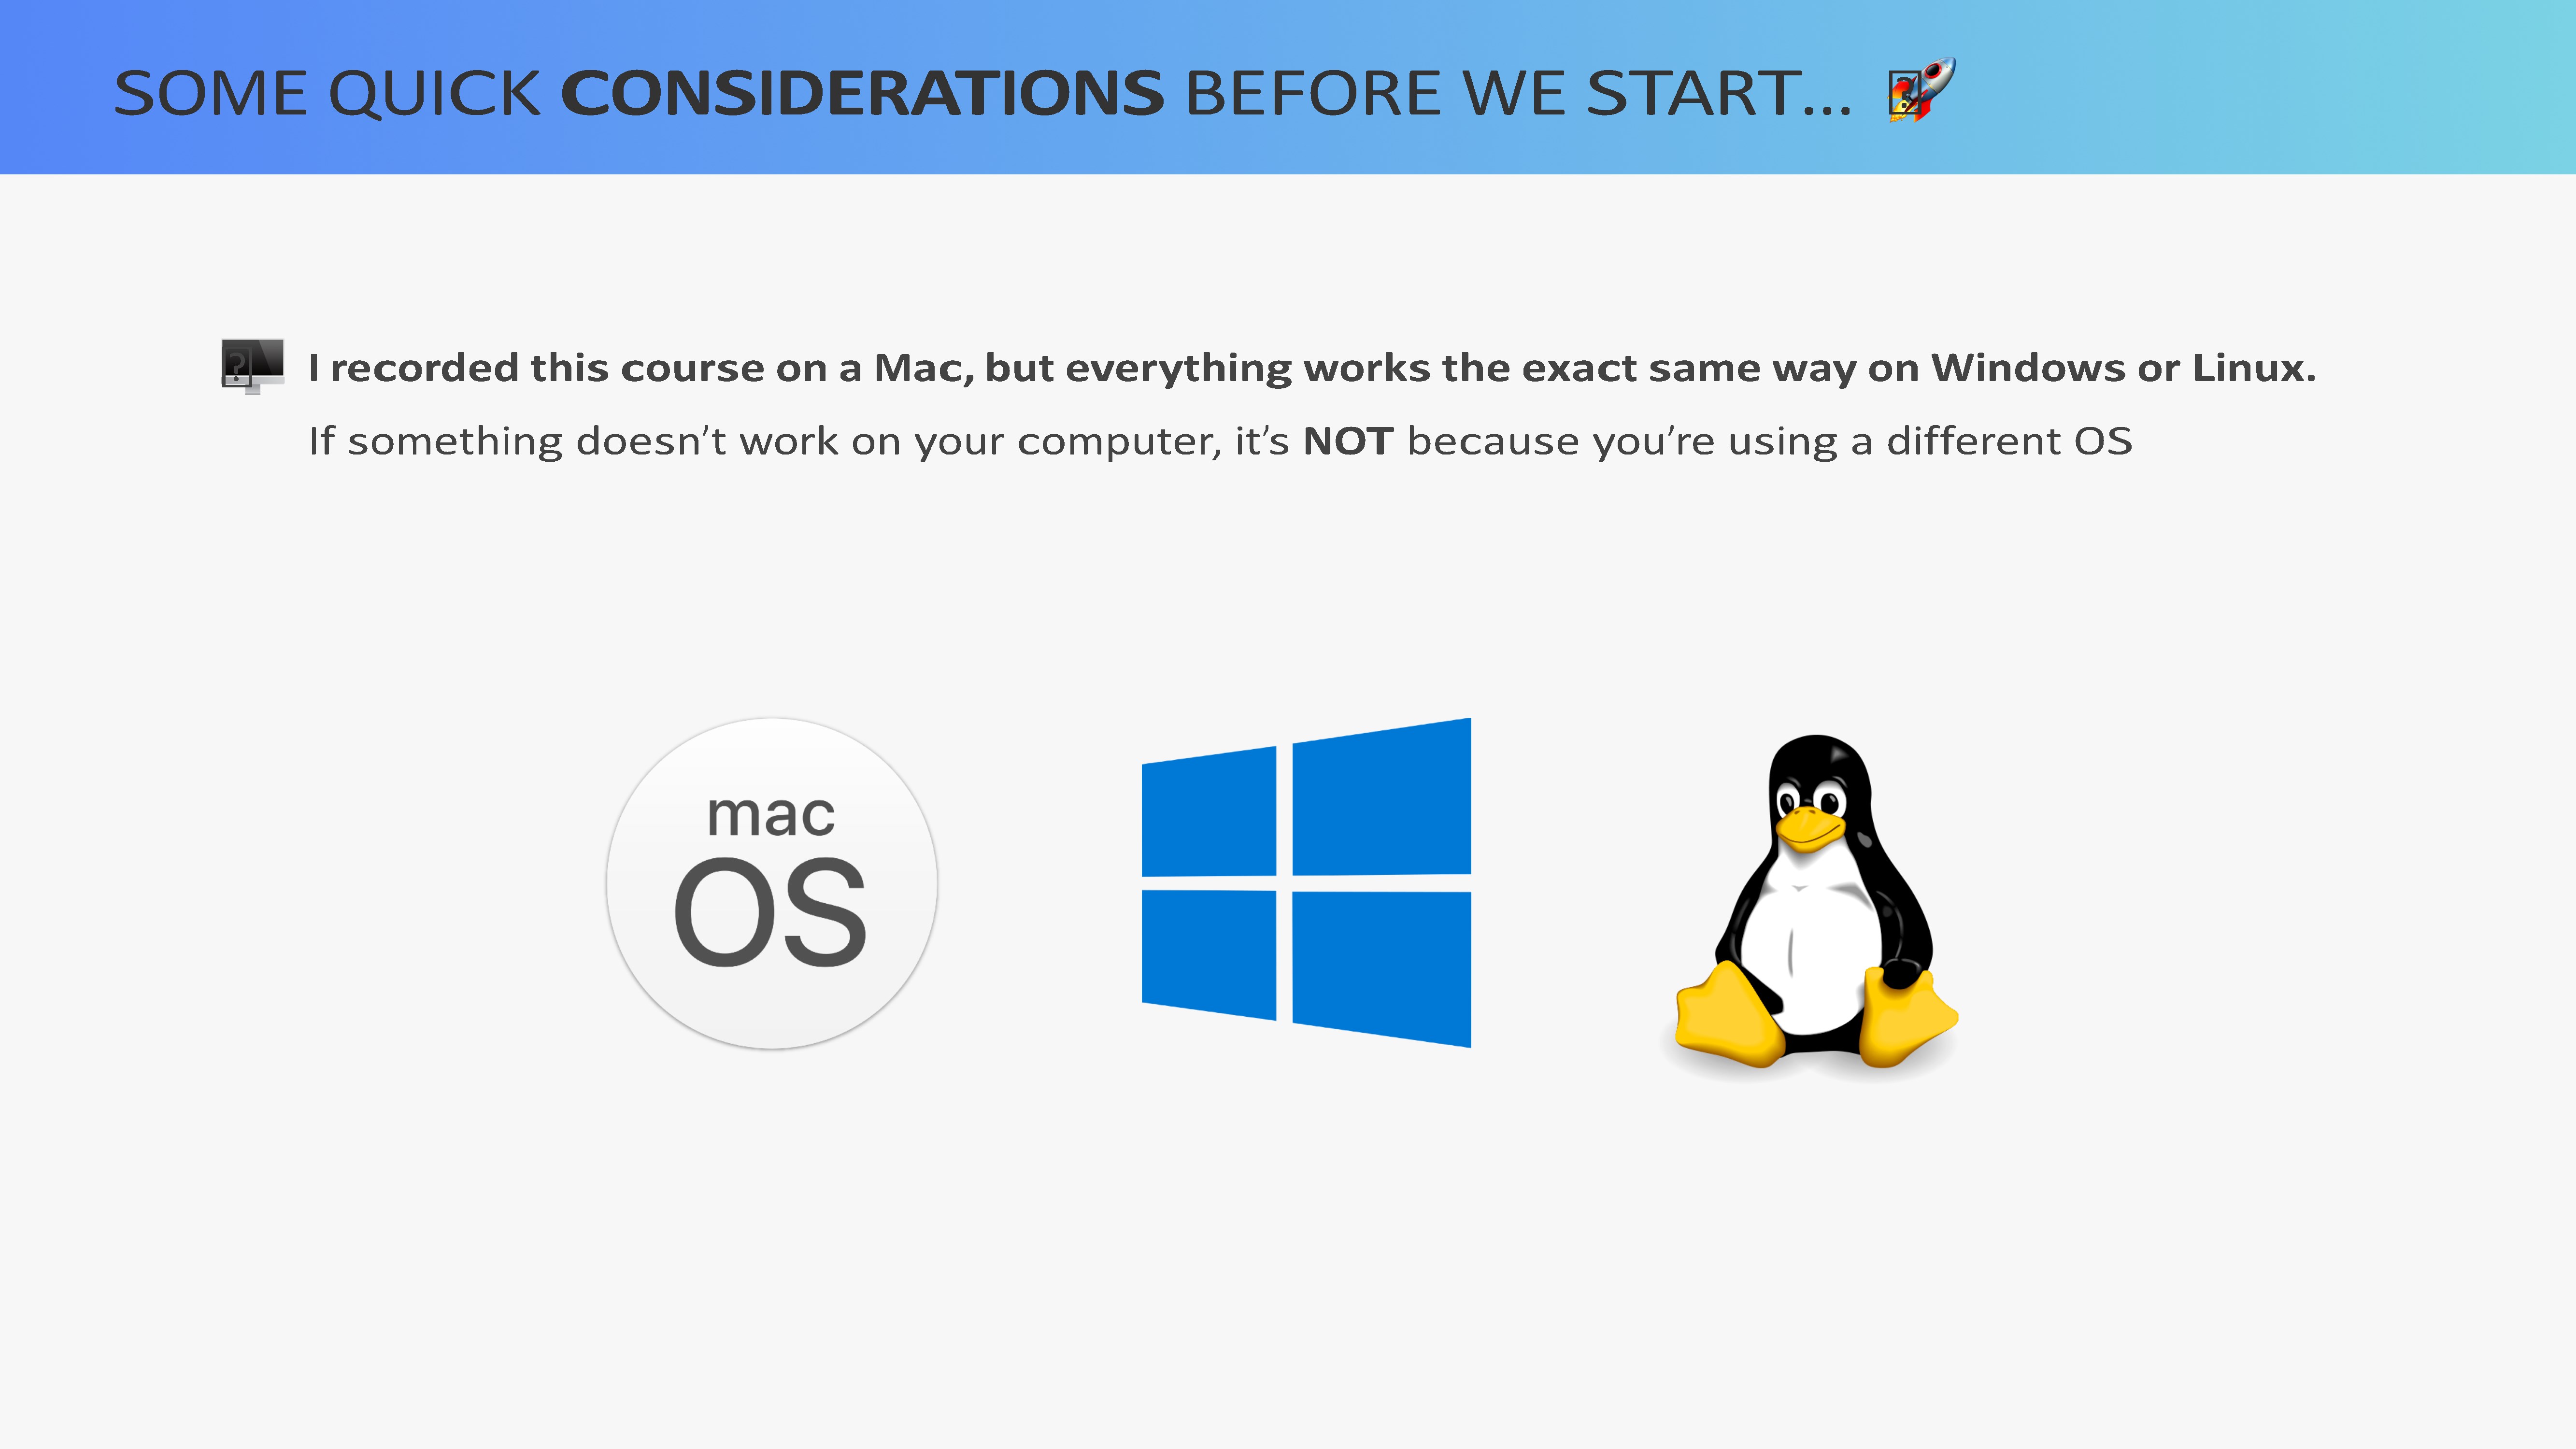 SOME QUICK CONSIDERATIONS BEFORE WE START… 🚀
🖥 I recorded this course on a Mac, but everything works the exact same way on Windows or Linux.
If something doesn’t work on your computer, it’s NOT because you’re using a different OS
mac
OS